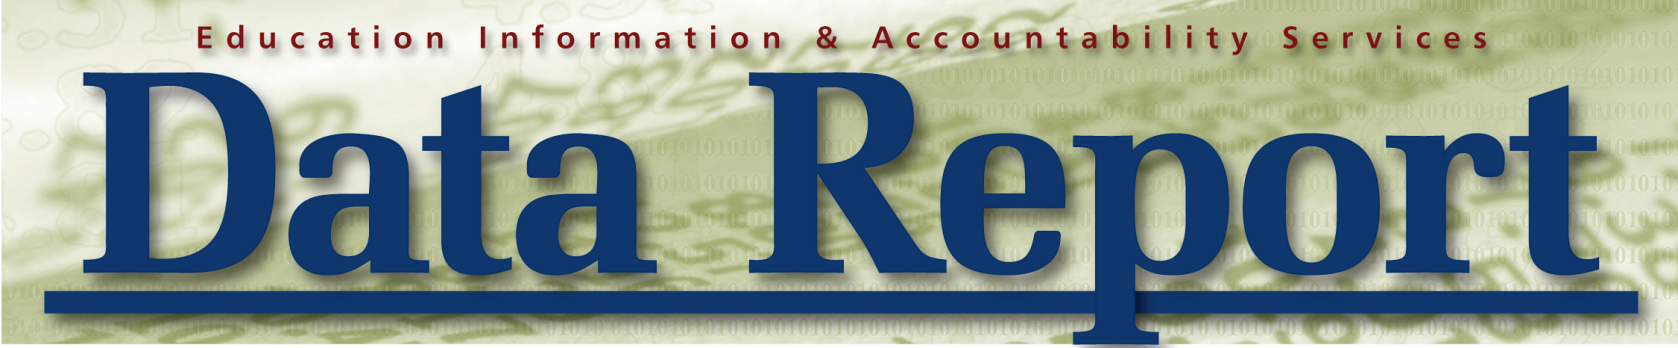 Education Information & Accountability Services
Data Report